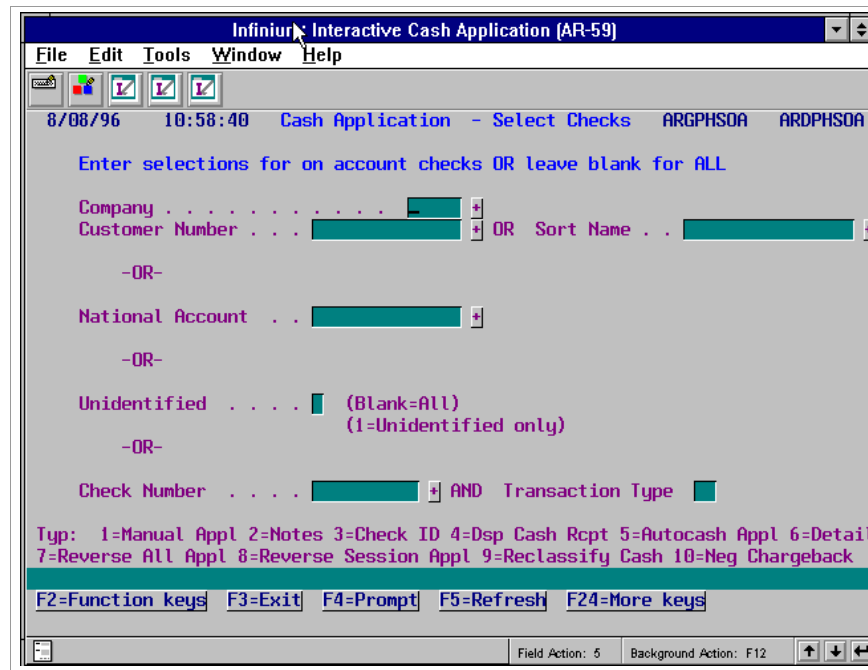 Infinium: Interactive Cash Application (AR-59)
File Edit Tools Window Help
8/08/96 10:58:40 Cash Application - Select Checks ARGPHSOA ARDPHSOA
Enter selections for on account checks OR leave blank for ALL
Company . . . . . . . . . . . +
Customer Number . . . + OR Sort Name . . +
-OR-
National Account . . +
-OR-
Unidentified . . . . (Blank=All)
(1=Unidentified only)
-OR-
Check Number . . . . + AND Transaction Type
Typ: 1=Manual Appl 2=Notes 3=Check ID 4=Dsp Cash Rcpt 5=Autocash Appl 6=Detail
7=Reverse All Appl 8=Reverse Session Appl 9=Reclassify Cash 10=Neg Chargeback
F2=Function keys F3=Exit F4=Prompt F5=Refresh F24=More keys
Field Action: 5 Background Action: F12